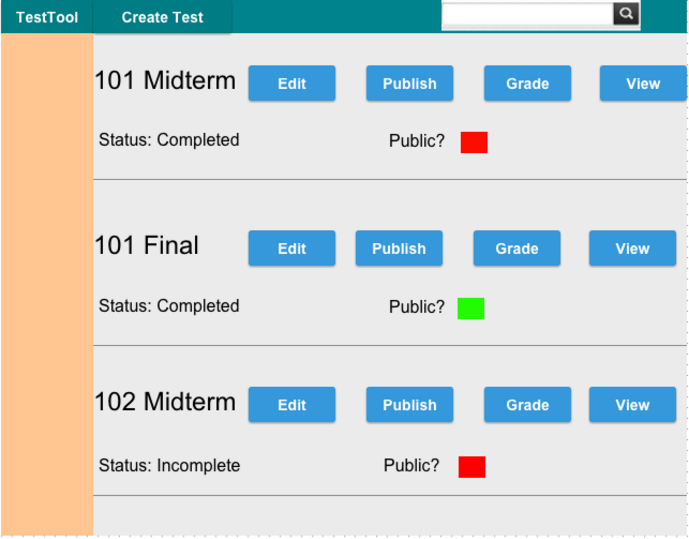 TestTool Create Test
101 Midterm Edit Publish Grade View
Status: Completed Public?
101 Final Edit Publish Grade View
Status: Completed Public?
102 Midterm Edit Publish Grade View
Status: Incomplete Public?